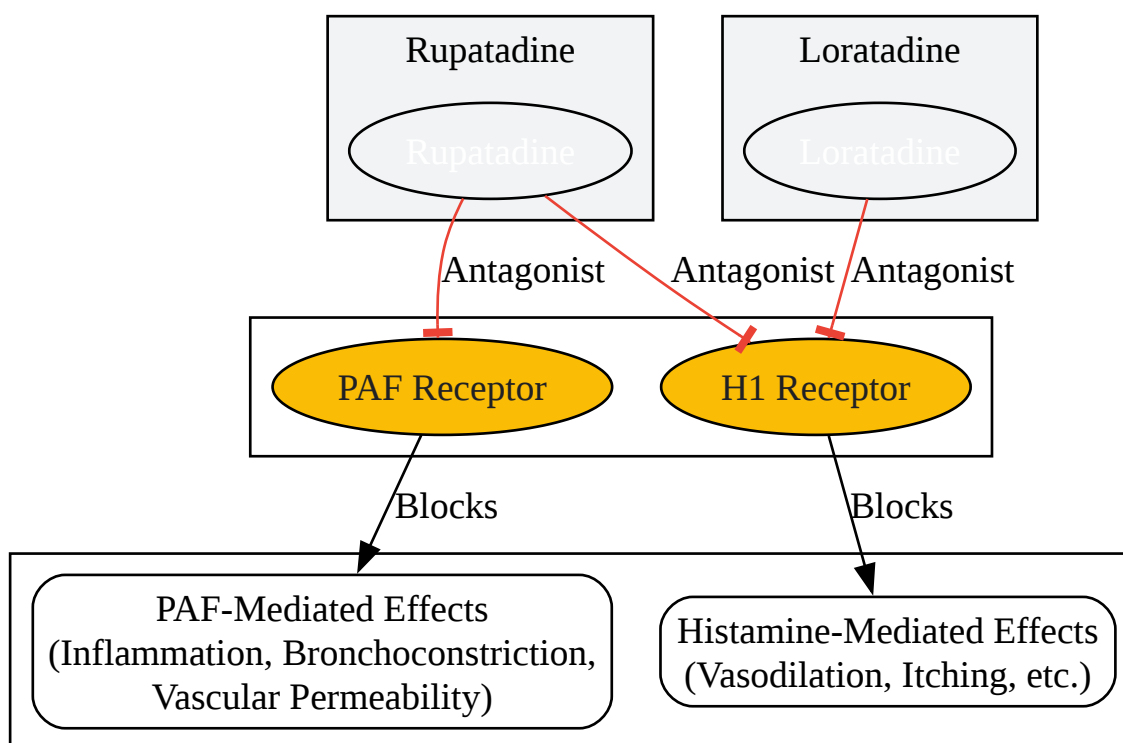 Rupatadine
Loratadine
Rupatadine
Loratadine
Antagonist
Antagonist
Antagonist
PAF Receptor
H1 Receptor
Blocks
Blocks
PAF-Mediated Effects
(Inflammation, Bronchoconstriction,
Vascular Permeability)
Histamine-Mediated Effects
(Vasodilation, Itching, etc.)